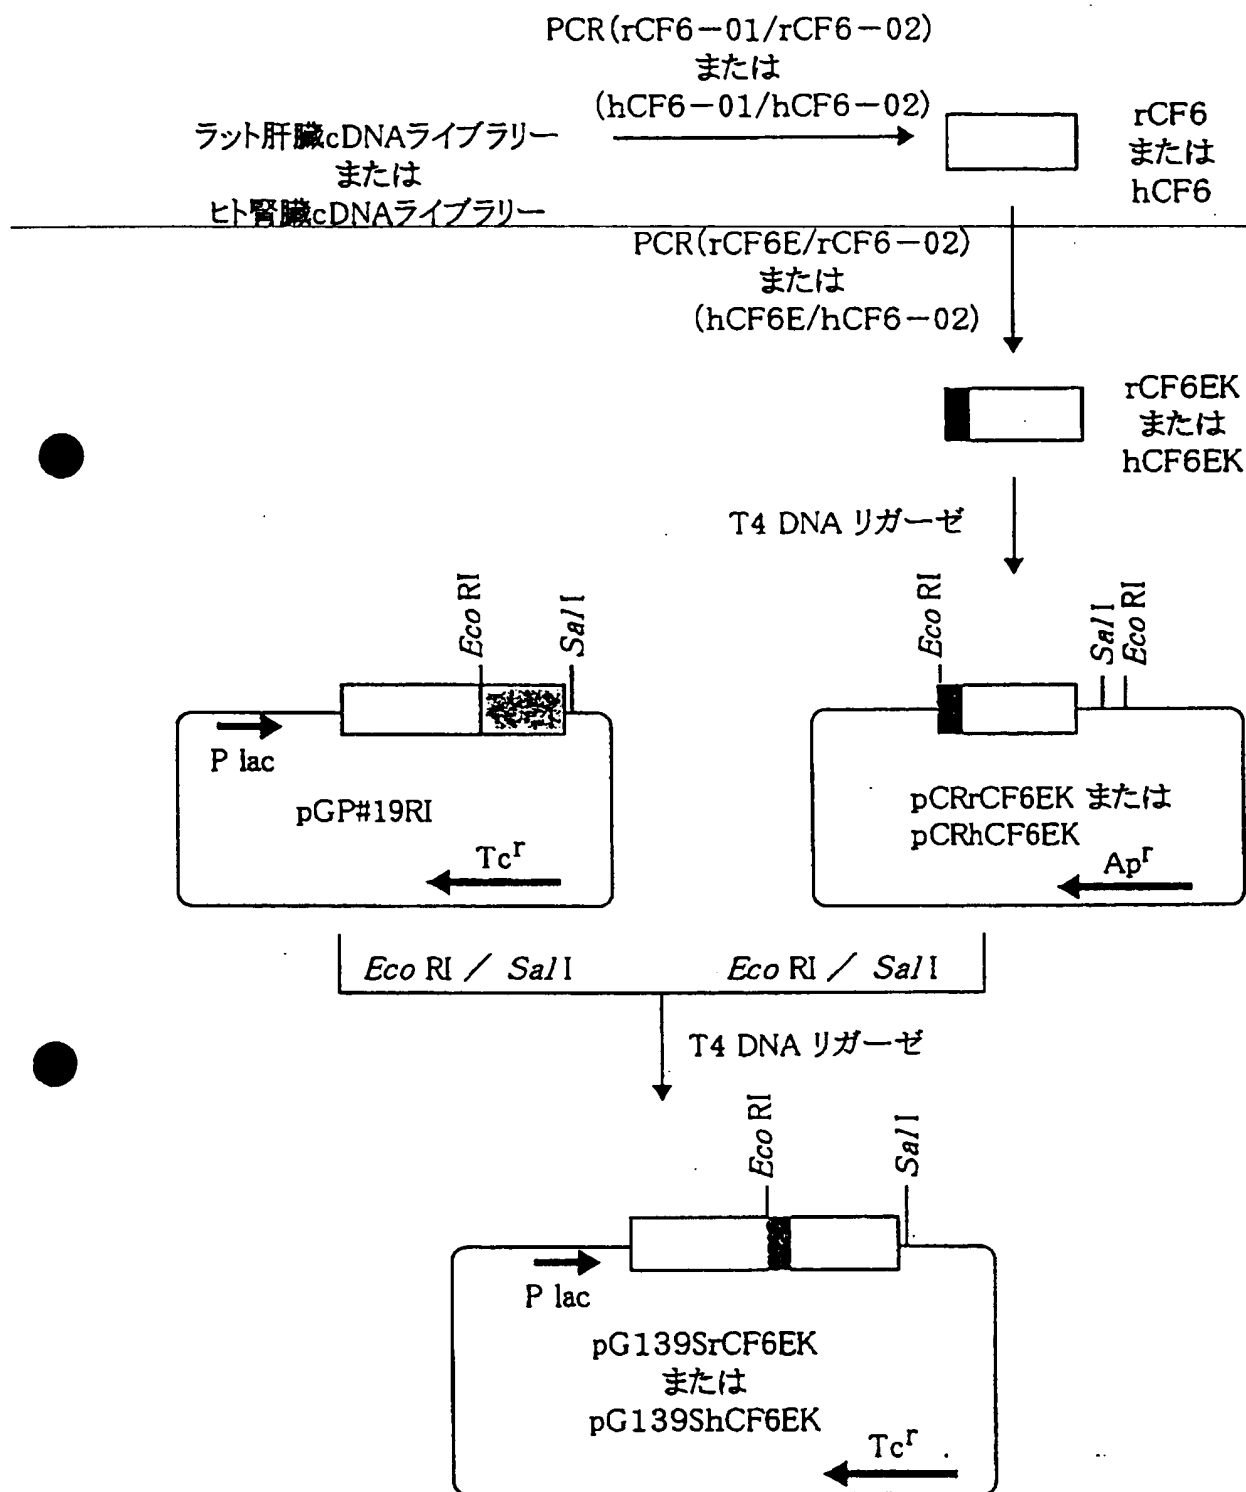 PCR(rCF6-01/rCF6-02)
または
(hCF6-01/hCF6-02)
ラット肝臓cDNAライブラリー
または
ヒト腎臓cDNAライブラリー
rCF6
または
hCF6
PCR(rCF6E/rCF6-02)
または
(hCF6E/hCF6-02)
rCF6EK
または
hCF6EK
T4 DNA リガーゼ
Eco RI
Sal I
P lac
pGP#19RI
Tcr
Eco RI
Sal I
Eco RI
pCRrCF6EK または
pCRhCF6EK
Apr
Eco RI / Sal I
Eco RI / Sal I
T4 DNA リガーゼ
Eco RI
Sal I
P lac
pG139SrCF6EK
または
pG139ShCF6EK
Tcr